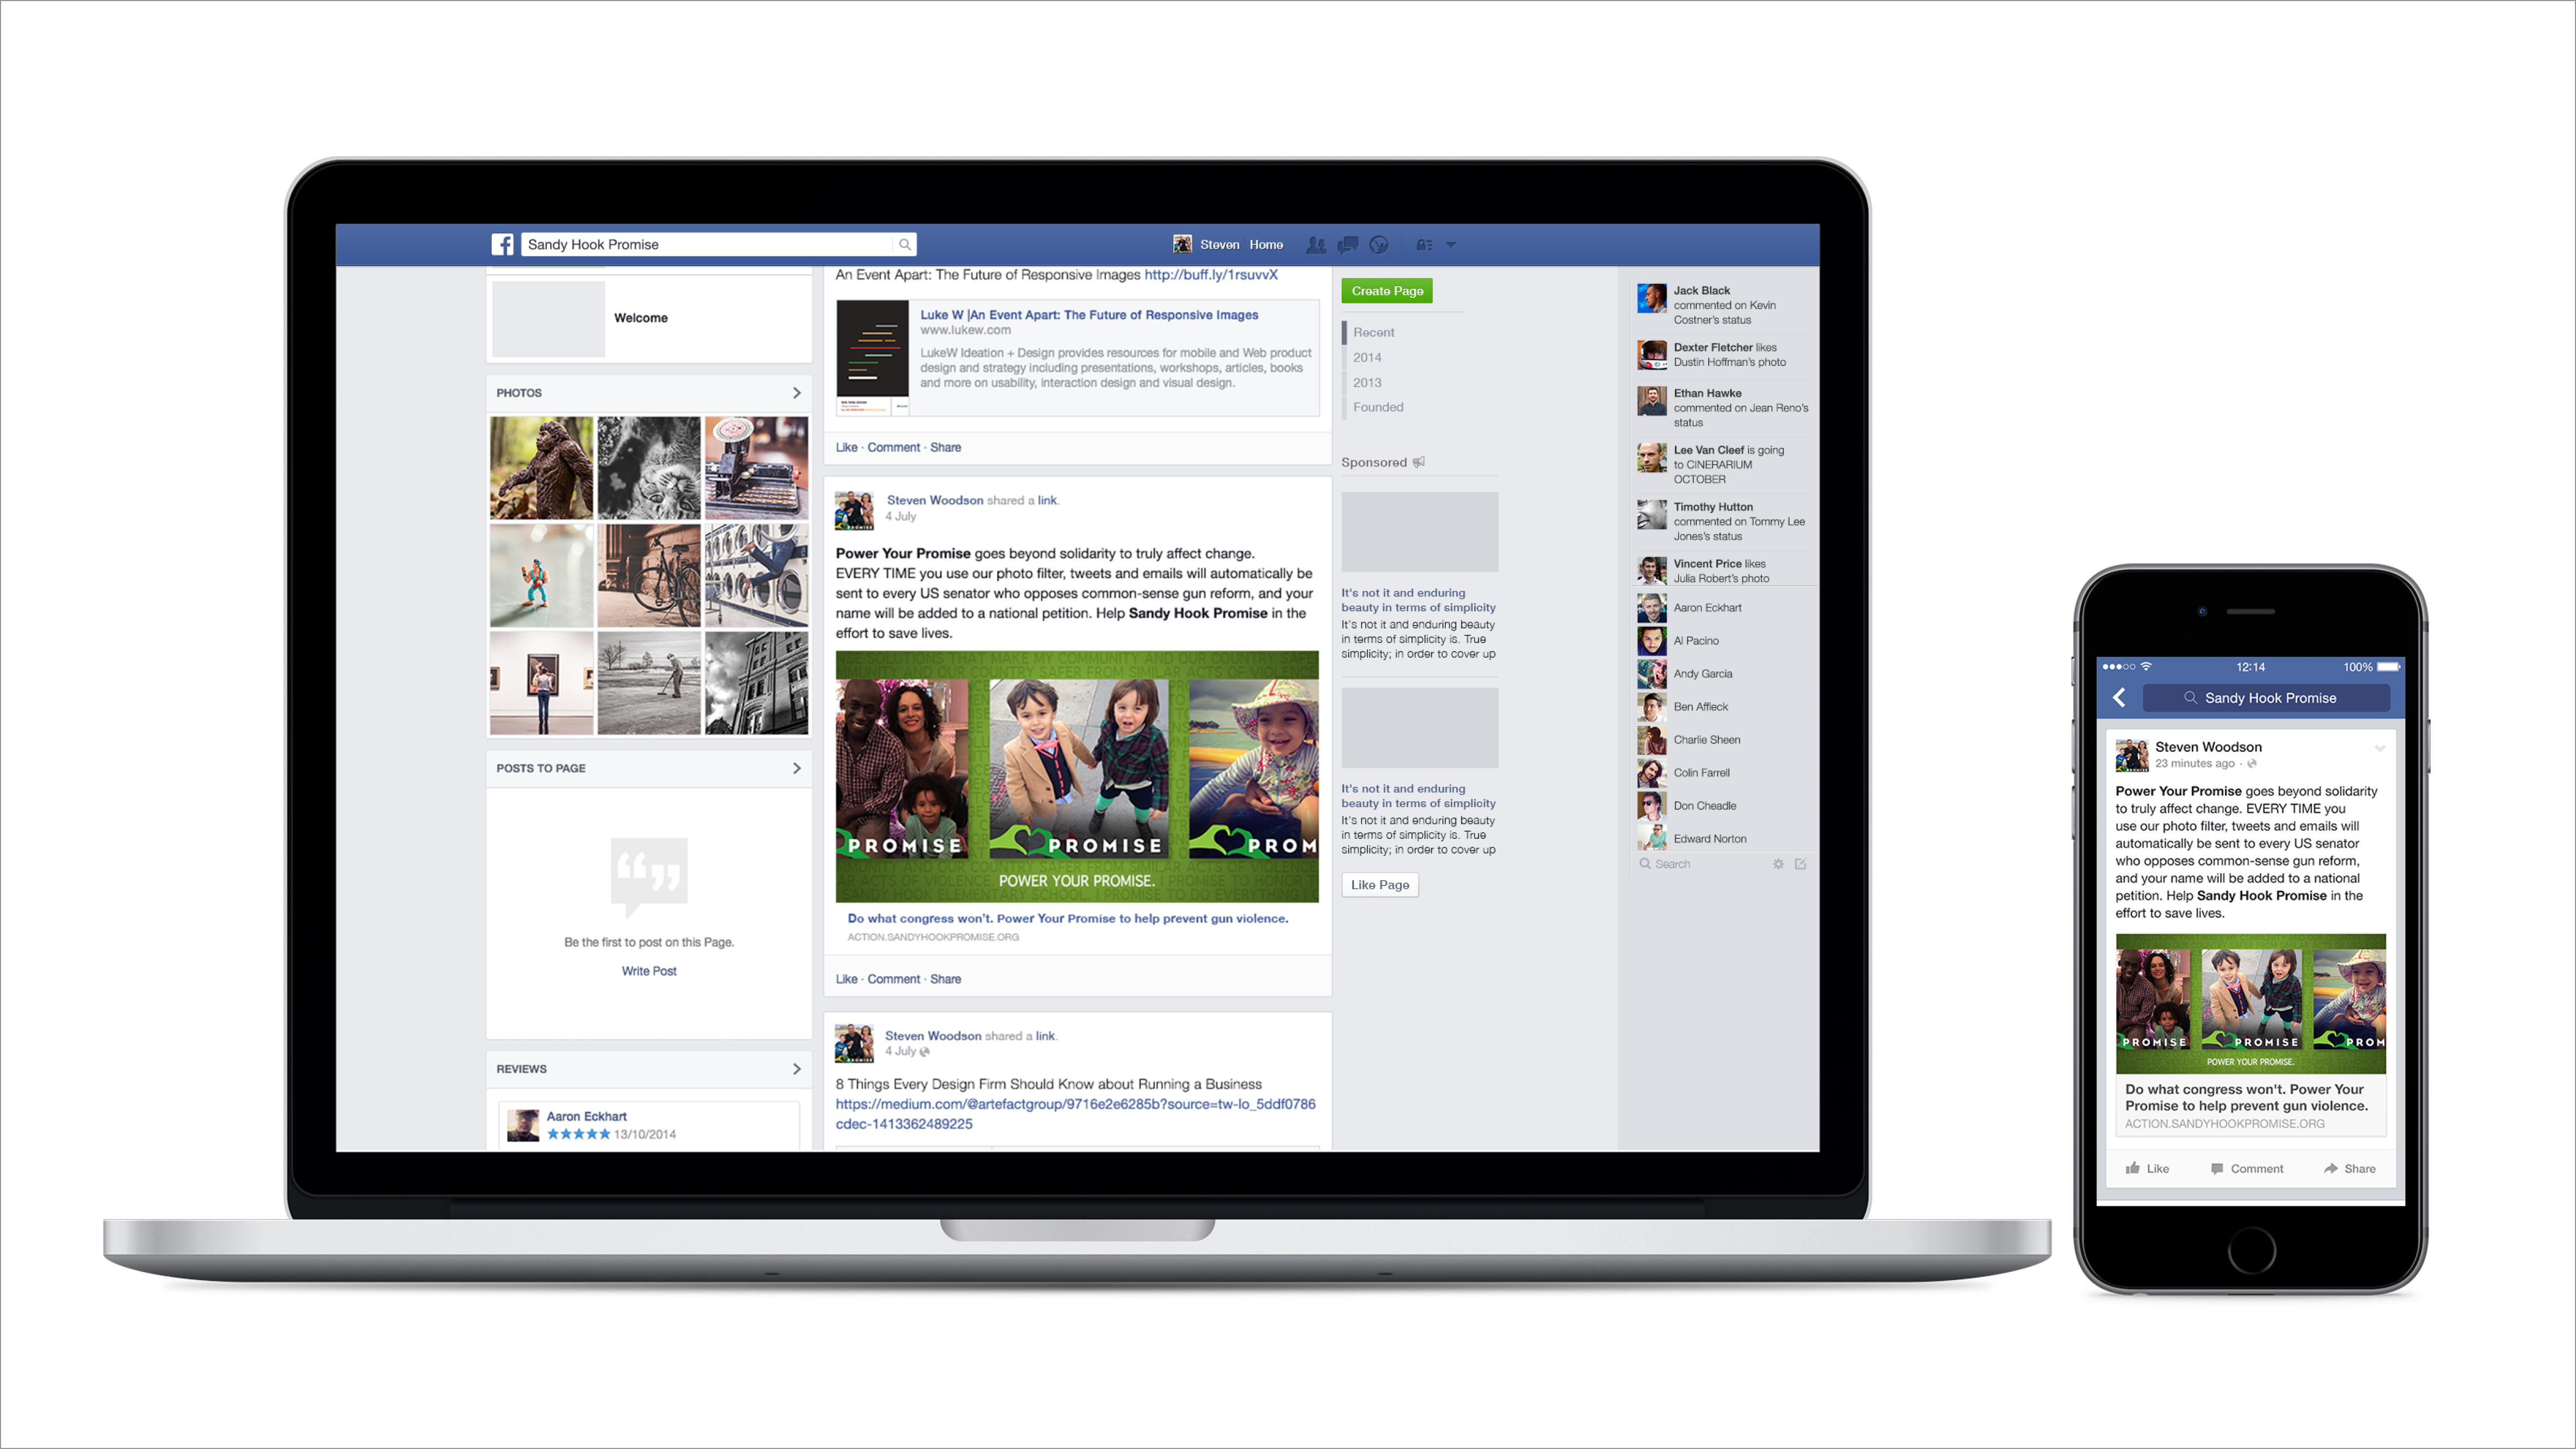 Sandy Hook Promise
Steven Home
Welcome
PHOTOS
POSTS TO PAGE
Be the first to post on this Page.
Write Post
REVIEWS
Aaron Eckhart
13/10/2014
An Event Apart: The Future of Responsive Images http://buff.ly/1rsuvvX
Luke W |An Event Apart: The Future of Responsive Images
www.lukew.com
LukeW Ideation + Design provides resources for mobile and Web product
design and strategy including presentations, workshops, articles, books
and more on usability, interaction design and visual design.
Like · Comment · Share
Steven Woodson shared a link.
4 July
Power Your Promise goes beyond solidarity to truly affect change.
EVERY TIME you use our photo filter, tweets and emails will automatically be
sent to every US senator who opposes common-sense gun reform, and your
name will be added to a national petition. Help Sandy Hook Promise in the
effort to save lives.
PROMISE PROMISE PROM
POWER YOUR PROMISE.
Do what congress won't. Power Your Promise to help prevent gun violence.
ACTION.SANDYHOOKPROMISE.ORG
Like · Comment · Share
Steven Woodson shared a link.
4 July
8 Things Every Design Firm Should Know about Running a Business
https://medium.com/@artefactgroup/9716e2e6285b?source=tw-lo_5ddf0786
cdec-1413362489225
Create Page
Recent
2014
2013
Founded
Sponsored
It's not it and enduring
beauty in terms of simplicity
It's not it and enduring beauty
in terms of simplicity is. True
simplicity; in order to cover up
It's not it and enduring
beauty in terms of simplicity
It's not it and enduring beauty
in terms of simplicity is. True
simplicity; in order to cover up
Like Page
Jack Black
commented on Kevin
Costner's status
Dexter Fletcher likes
Dustin Hoffman's photo
Ethan Hawke
commented on Jean Reno's
status
Lee Van Cleef is going
to CINERARIUM
OCTOBER
Timothy Hutton
commented on Tommy Lee
Jones's status
Vincent Price likes
Julia Robert's photo
Aaron Eckhart
Al Pacino
Andy Garcia
Ben Affleck
Charlie Sheen
Colin Farrell
Don Cheadle
Edward Norton
Search
12:14 100%
Sandy Hook Promise
Steven Woodson
23 minutes ago ·
Power Your Promise goes beyond solidarity
to truly affect change. EVERY TIME you
use our photo filter, tweets and emails will
automatically be sent to every US senator
who opposes common-sense gun reform,
and your name will be added to a national
petition. Help Sandy Hook Promise in the
effort to save lives.
PROMISE PROMISE PROM
POWER YOUR PROMISE.
Do what congress won't. Power Your
Promise to help prevent gun violence.
ACTION.SANDYHOOKPROMISE.ORG
Like Comment Share